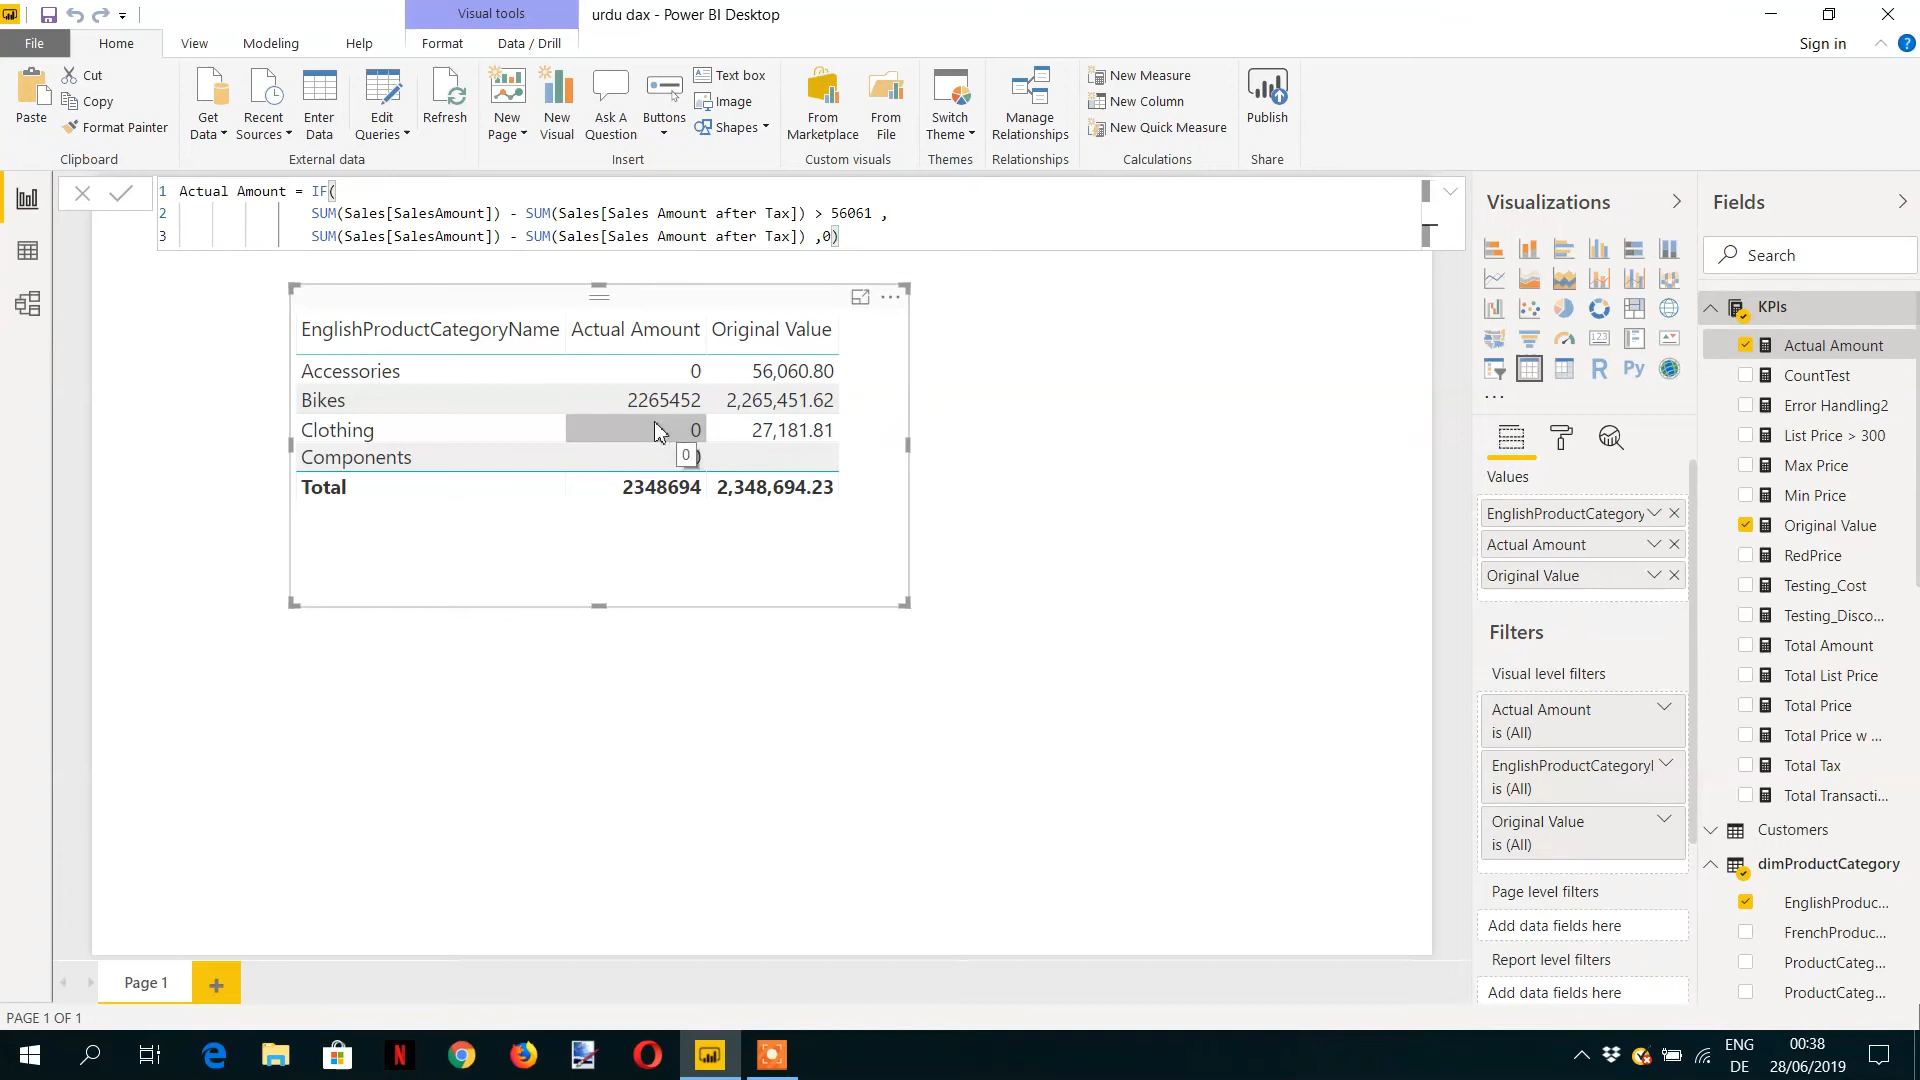 Visual tools
urdu dax - Power BI Desktop
File
Home
View
Modeling
Help
Format
Data / Drill
Sign in
Paste
Cut
Copy
Format Painter
Clipboard
Get Data
Recent Sources
Enter Data
Edit Queries
Refresh
External data
New Page
New Visual
Ask A Question
Buttons
Text box
Image
Shapes
Insert
From Marketplace
From File
Custom visuals
Switch Theme
Themes
Manage Relationships
Relationships
New Measure
New Column
New Quick Measure
Calculations
Publish
Share
1 Actual Amount = IF(
2 SUM(Sales[SalesAmount]) - SUM(Sales[Sales Amount after Tax]) > 56061 ,
3 SUM(Sales[SalesAmount]) - SUM(Sales[Sales Amount after Tax]) ,0)
EnglishProductCategoryName Actual Amount Original Value
Accessories 0 56,060.80
Bikes 2265452 2,265,451.62
Clothing 0 27,181.81
Components
0
Total 2348694 2,348,694.23
Visualizations
R
Py
123
Values
EnglishProductCategory
Actual Amount
Original Value
Filters
Visual level filters
Actual Amount
is (All)
EnglishProductCategoryI
is (All)
Original Value
is (All)
Page level filters
Add data fields here
Report level filters
Add data fields here
Fields
Search
KPIs
Actual Amount
CountTest
Error Handling2
List Price > 300
Max Price
Min Price
Original Value
RedPrice
Testing_Cost
Testing_Disco...
Total Amount
Total List Price
Total Price
Total Price w ...
Total Tax
Total Transacti...
Customers
dimProductCategory
EnglishProduc...
FrenchProduc...
ProductCateg...
ProductCateg...
Page 1
PAGE 1 OF 1
ENG
DE
00:38
28/06/2019